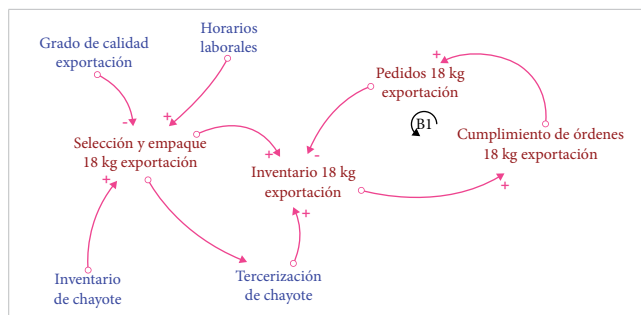 Grado de calidad
exportación
Horarios
laborales
Pedidos 18 kg
exportación
+
+
-
B1
Selección y empaque
18 kg exportación
+
+
-
Inventario 18 kg
exportación
Cumplimiento de órdenes
18 kg exportación
+
+
Inventario
de chayote
Tercerización
de chayote